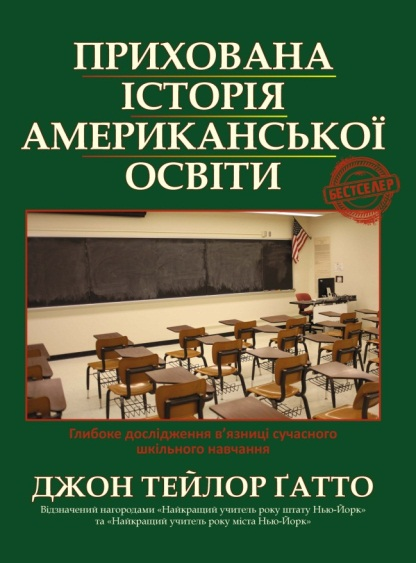 ПРИХОВАНА
ІСТОРІЯ
АМЕРИКАНСЬКОЇ
ОСВІТИ
БЕСТСЕЛЕР
Глибоке дослідження в’язниці сучасного
шкільного навчання
ДЖОН ТЕЙЛОР ҐАТТО
Відзначений нагородами «Найкращий учитель року штату Нью-Йорк»
та «Найкращий учитель року міста Нью-Йорк»